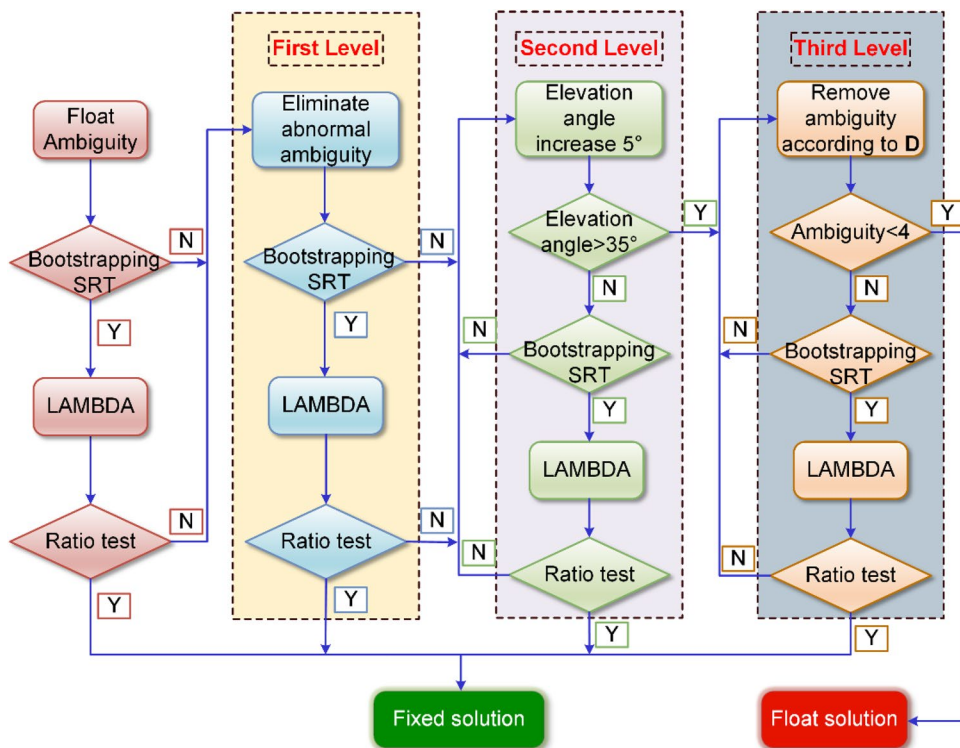 First Level
Second Level
Third Level
Float
Ambiguity
Eliminate
abnormal
ambiguity
Elevation
angle
increase 5°
Remove
ambiguity
according to D
N
Bootstrapping
SRT
Y
LAMBDA
N
Ratio test
Y
N
Bootstrapping
SRT
Y
LAMBDA
N
Ratio test
Y
Y
Elevation
angle>35°
N
N
Bootstrapping
SRT
Y
LAMBDA
N
Ratio test
Y
Y
Ambiguity<4
N
N
Bootstrapping
SRT
Y
LAMBDA
N
Ratio test
Y
Fixed solution
Float solution